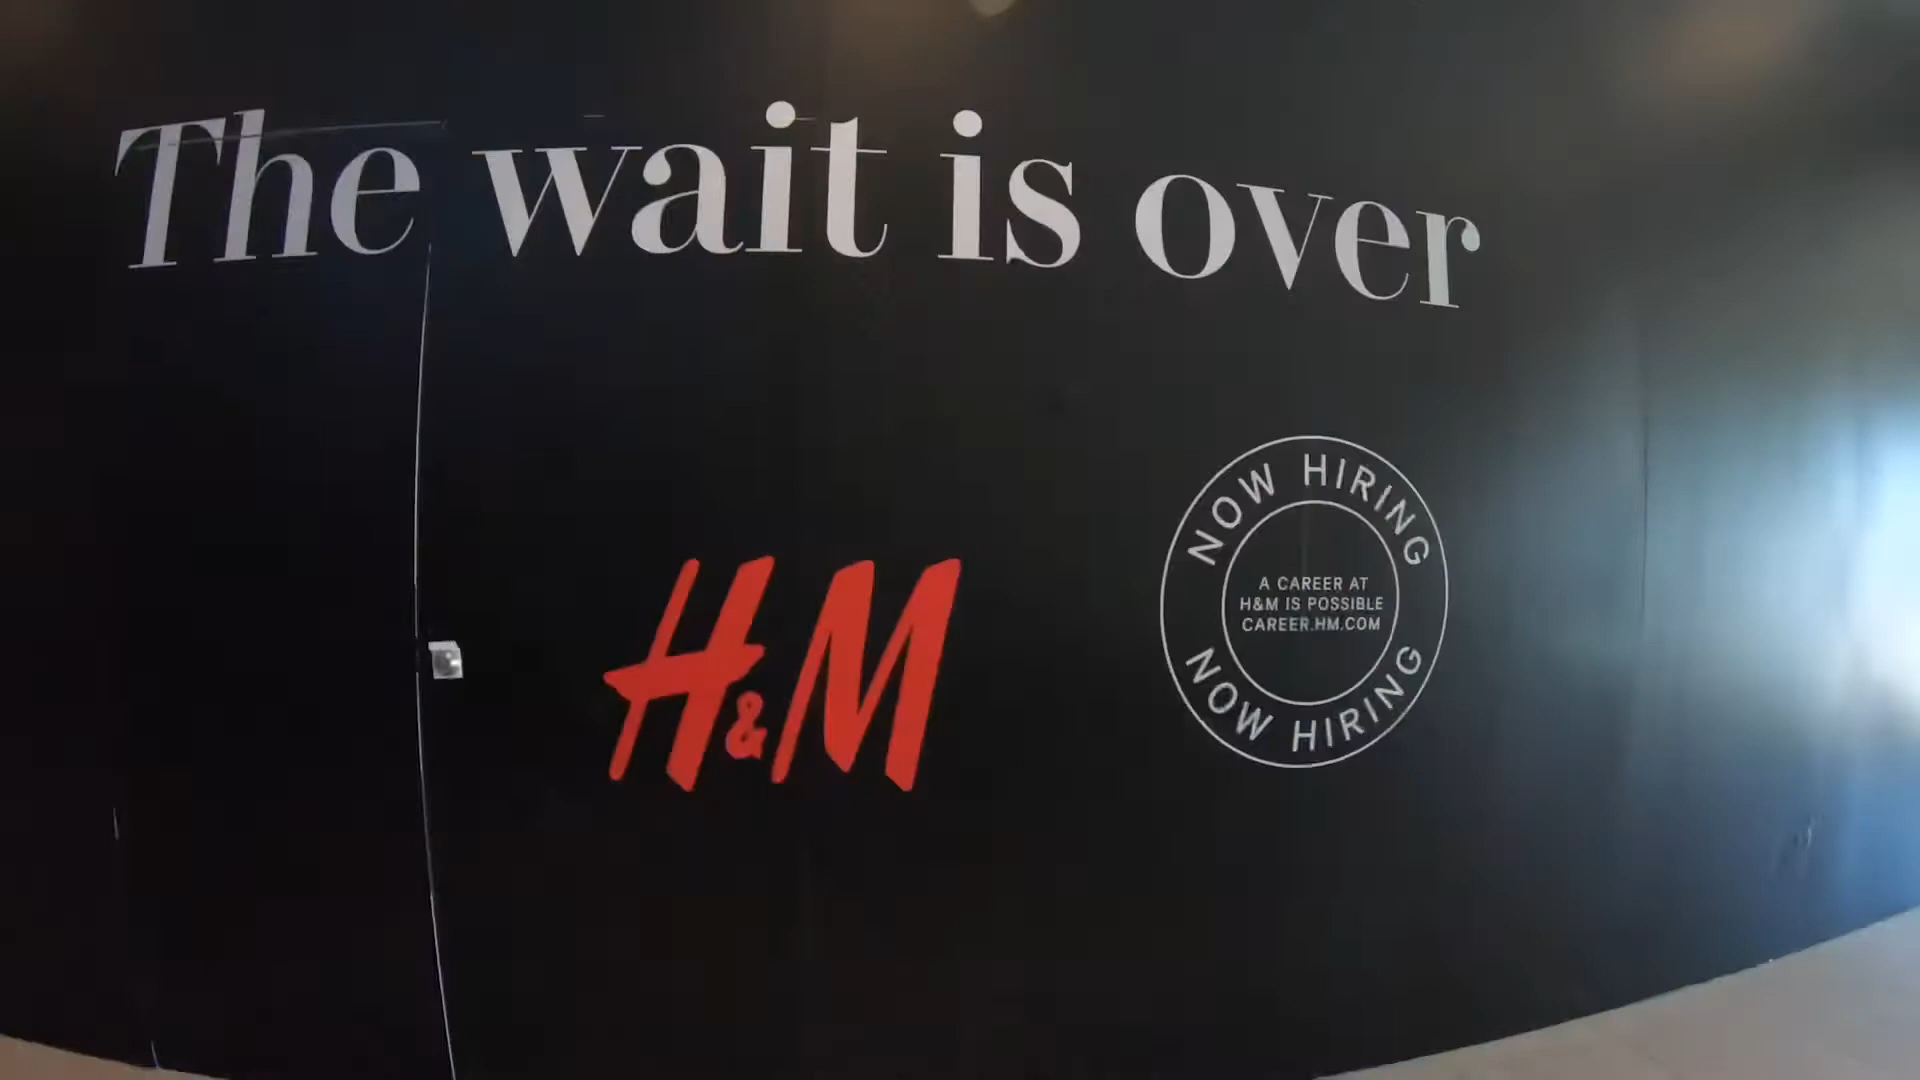 The wait is over
H&M
NOW HIRING
A CAREER AT
H&M IS POSSIBLE
CAREER.HM.COM
NOW HIRING